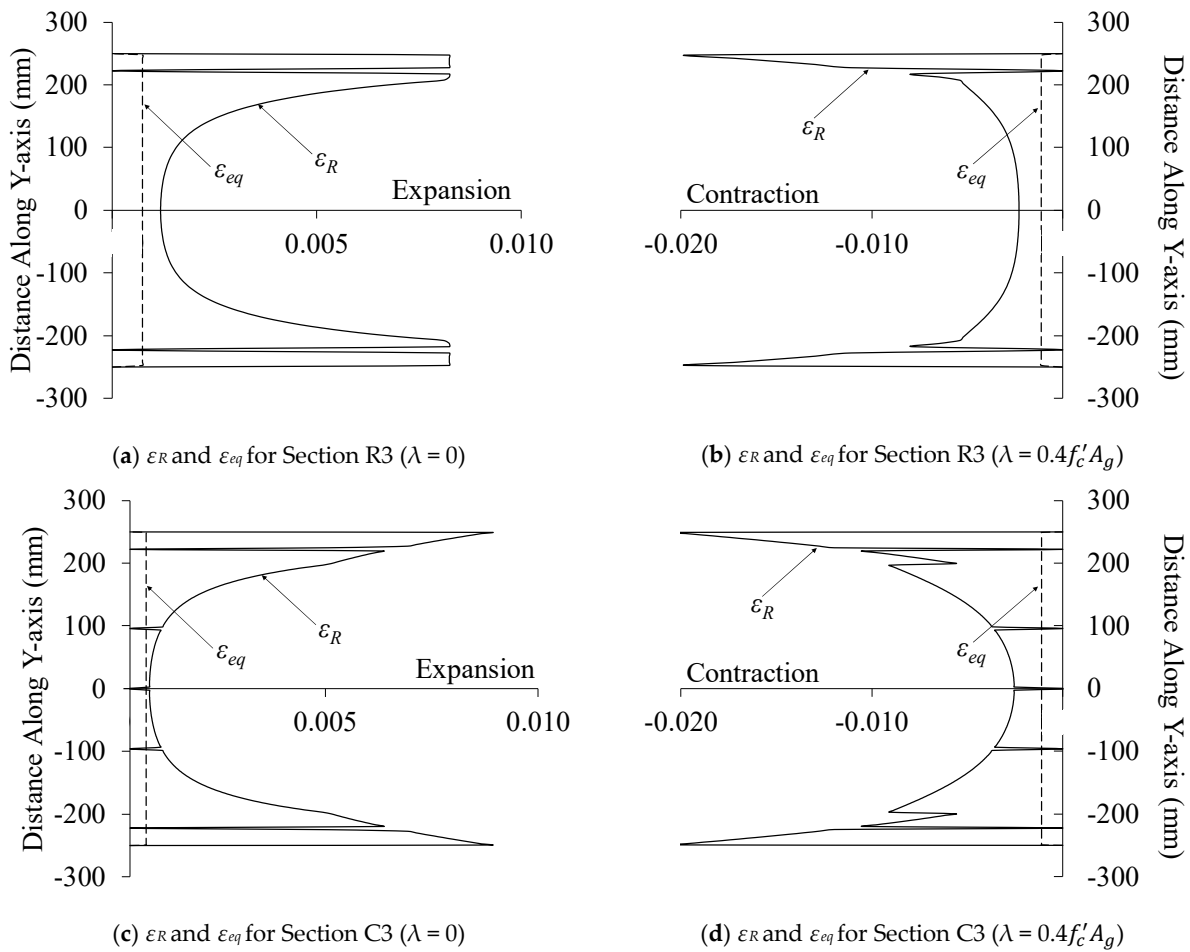 300
200
100
0
-100
-200
-300
Distance Along Y-axis (mm)
εeq
εR
Expansion
0.005
0.010
(a) εR and εeq for Section R3 (λ = 0)
300
200
100
0
-100
-200
-300
Distance Along Y-axis (mm)
εR
εeq
Contraction
-0.020
-0.010
(b) εR and εeq for Section R3 (λ = 0.4fc′Ag)
300
200
100
0
-100
-200
-300
Distance Along Y-axis (mm)
εeq
εR
Expansion
0.005
0.010
(c) εR and εeq for Section C3 (λ = 0)
300
200
100
0
-100
-200
-300
Distance Along Y-axis (mm)
εR
εeq
Contraction
-0.020
-0.010
(d) εR and εeq for Section C3 (λ = 0.4fc′Ag)